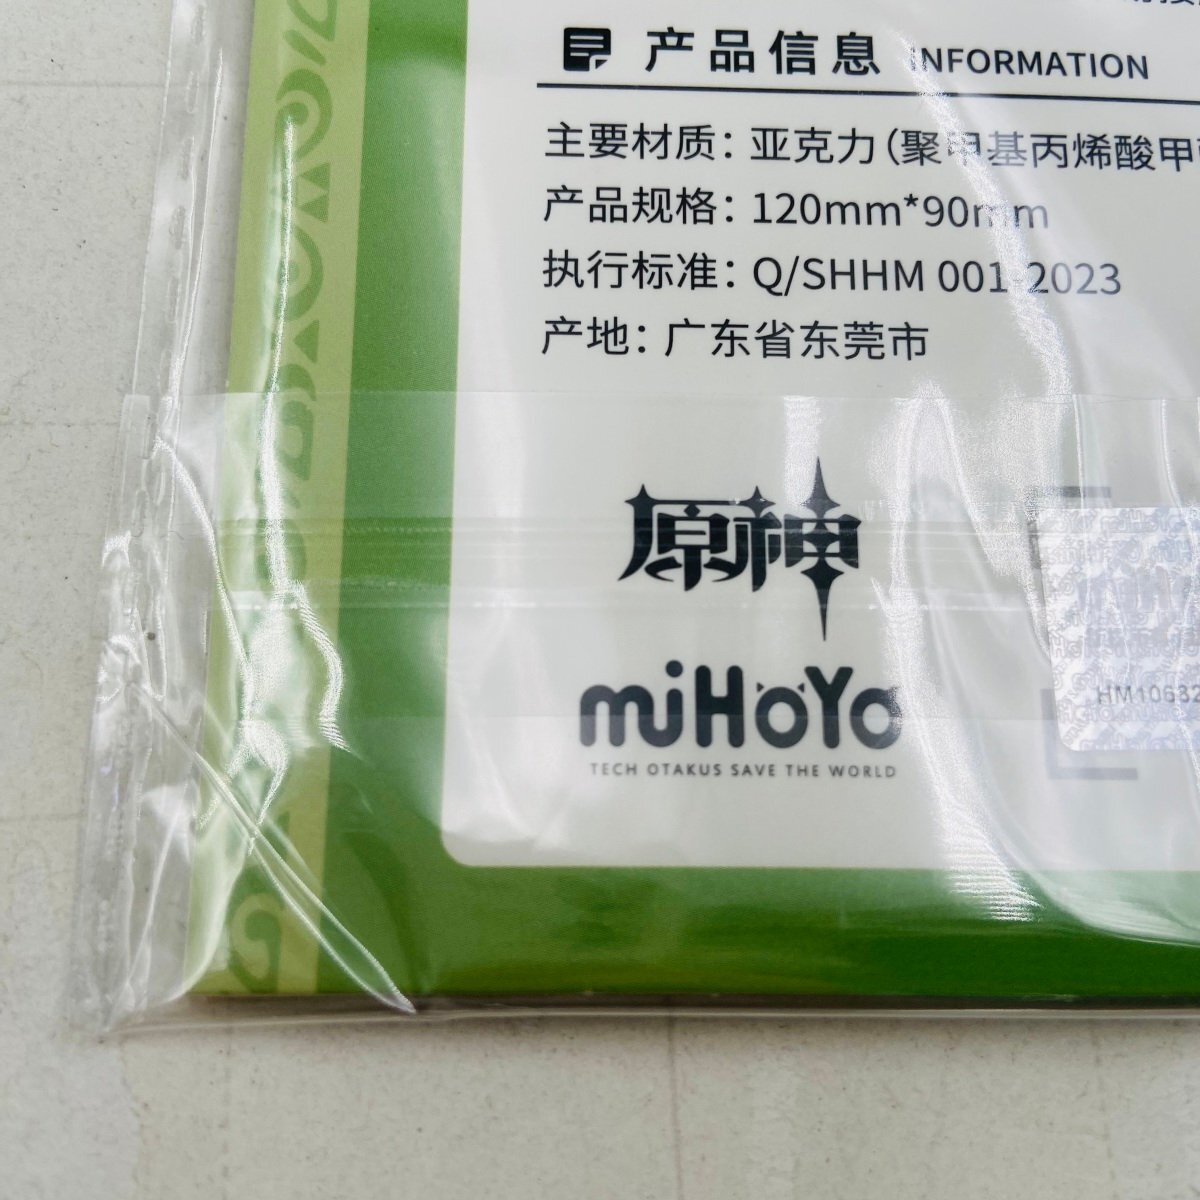 产品信息 INFORMATION
主要材质：亚克力（聚甲基丙烯酸甲
产品规格：120mm*90mm
执行标准：Q/SHHM 001-2023
产地：广东省东莞市
原神
miHoYo
TECH OTAKUS SAVE THE WORLD
HM10632